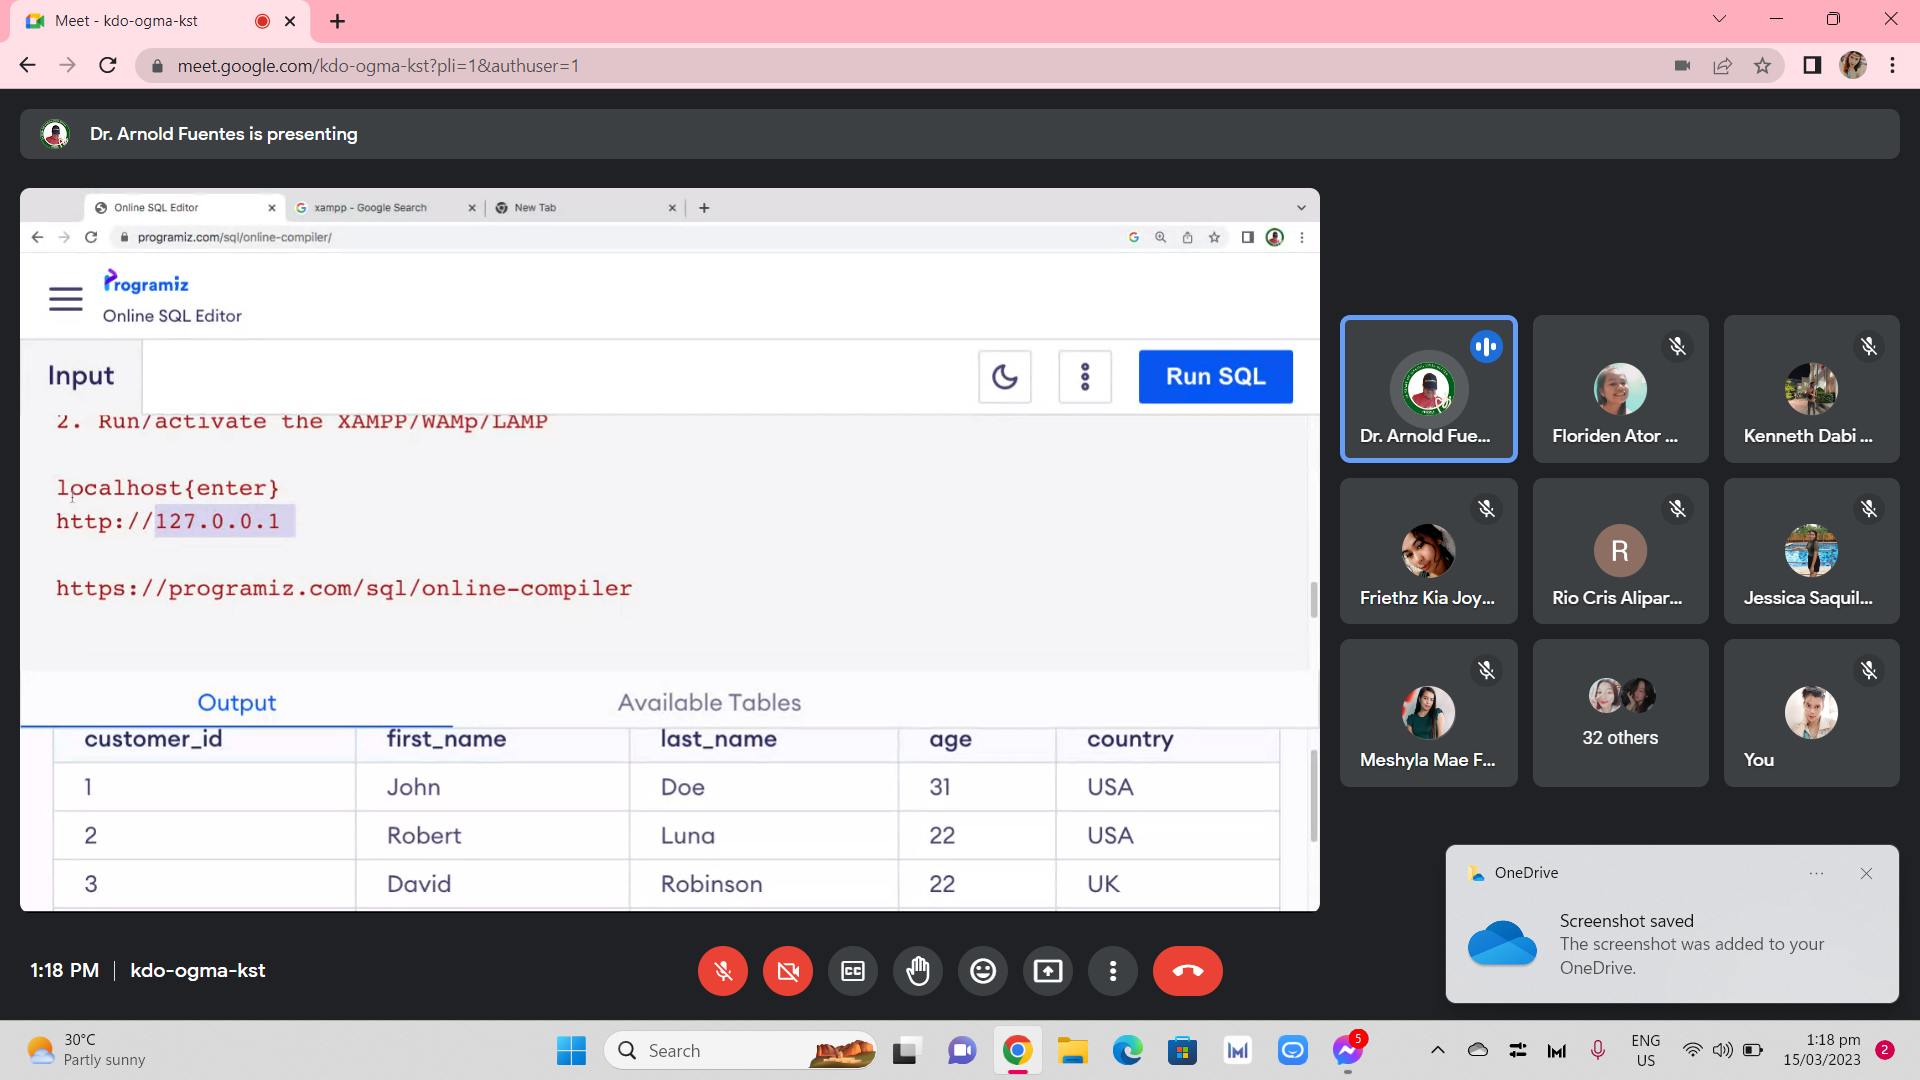 Meet - kdo-ogma-kst
meet.google.com/kdo-ogma-kst?pli=1&authuser=1
Dr. Arnold Fuentes is presenting
Online SQL Editor
xampp - Google Search
New Tab
programiz.com/sql/online-compiler/
Programiz
Online SQL Editor
Input
Run SQL
2. Run/activate the XAMPP/WAMp/LAMP
localhost{enter}
http://127.0.0.1
https://programiz.com/sql/online-compiler
Output Available Tables
customer_id first_name last_name age country
1 John Doe 31 USA
2 Robert Luna 22 USA
3 David Robinson 22 UK
Dr. Arnold Fue...
Floriden Ator ...
Kenneth Dabi ...
Friethz Kia Joy...
R
Rio Cris Alipar...
Jessica Saquil...
Meshyla Mae F...
32 others
You
OneDrive
Screenshot saved
The screenshot was added to your
OneDrive.
1:18 PM | kdo-ogma-kst
CC
30°C
Partly sunny
Search
5
ENG
US
1:18 pm
15/03/2023
2